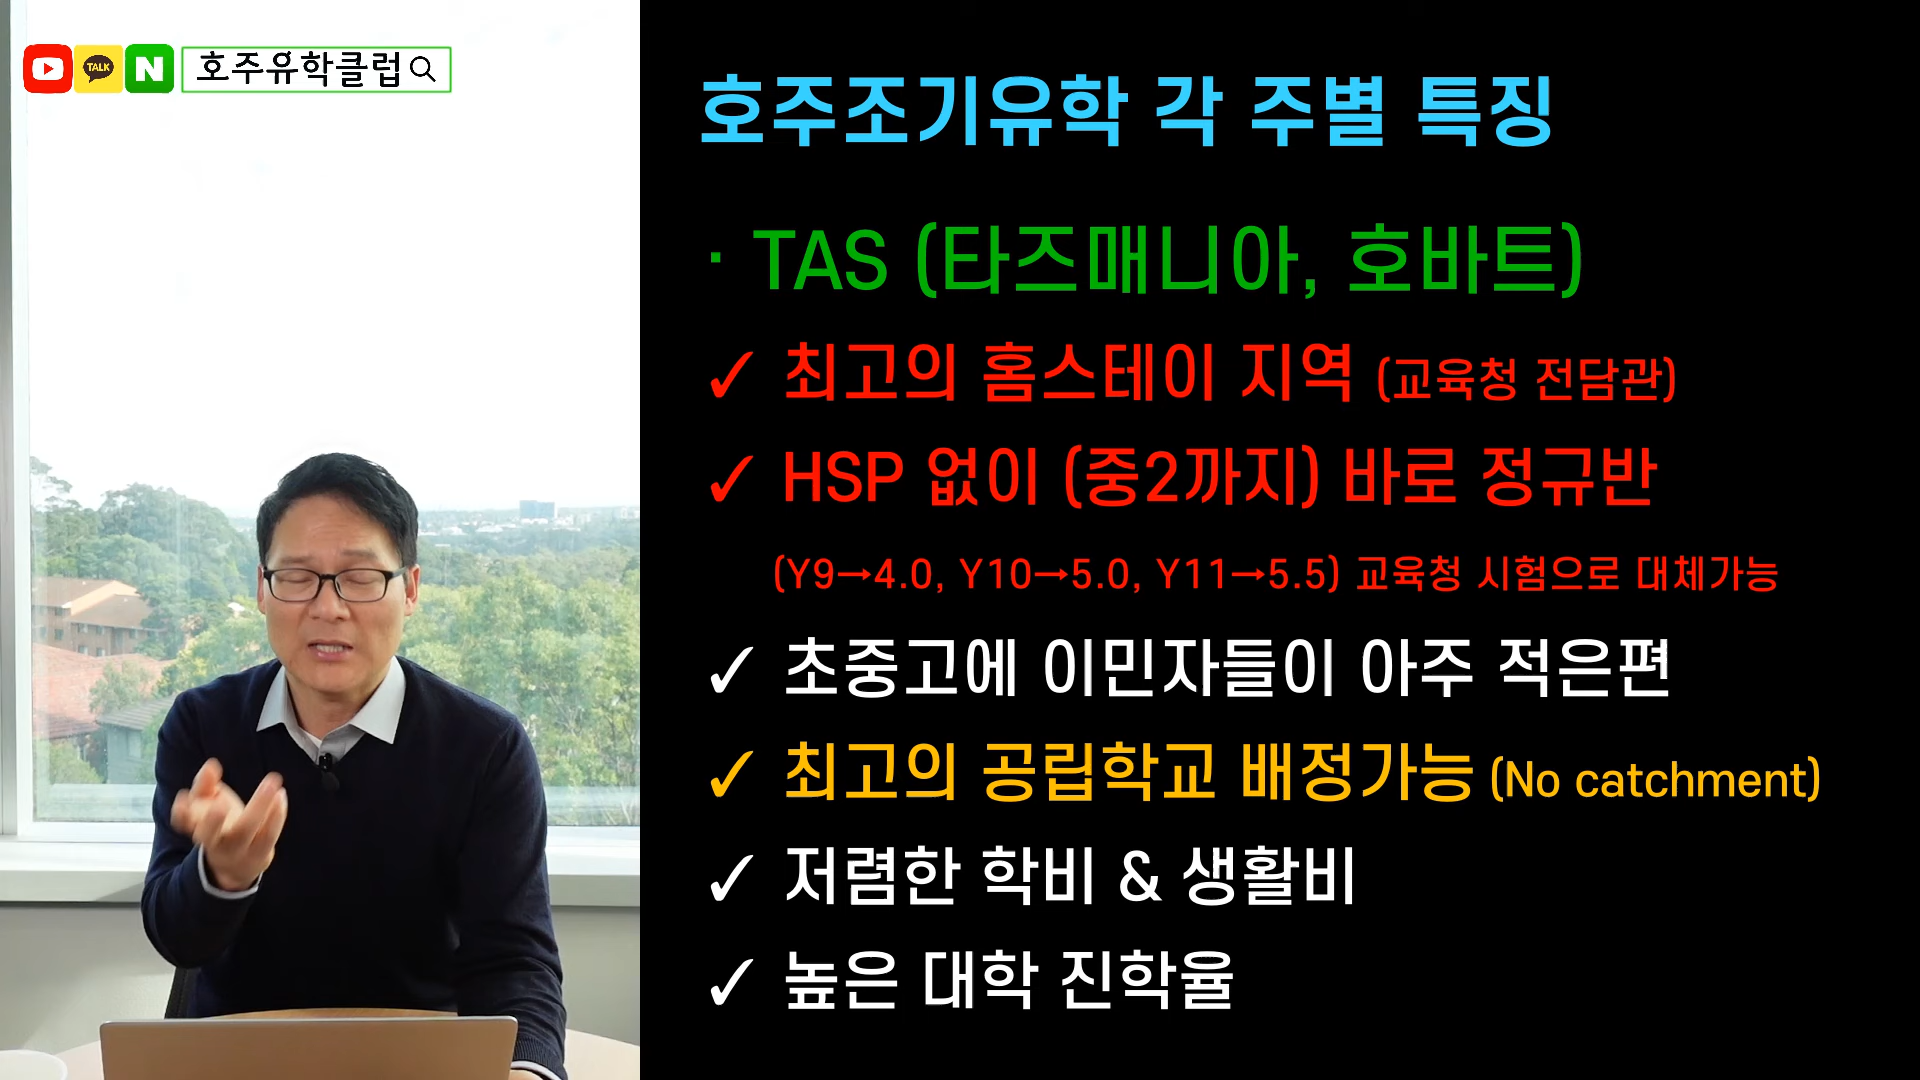 TALK N 호주유학클럽
호주조기유학 각 주별 특징
· TAS (타즈매니아, 호바트)
✓ 최고의 홈스테이 지역 (교육청 전담관)
✓ HSP 없이 (중2까지) 바로 정규반
(Y9→4.0, Y10→5.0, Y11→5.5) 교육청 시험으로 대체가능
✓ 초중고에 이민자들이 아주 적은편
✓ 최고의 공립학교 배정가능 (No catchment)
✓ 저렴한 학비 & 생활비
✓ 높은 대학 진학율